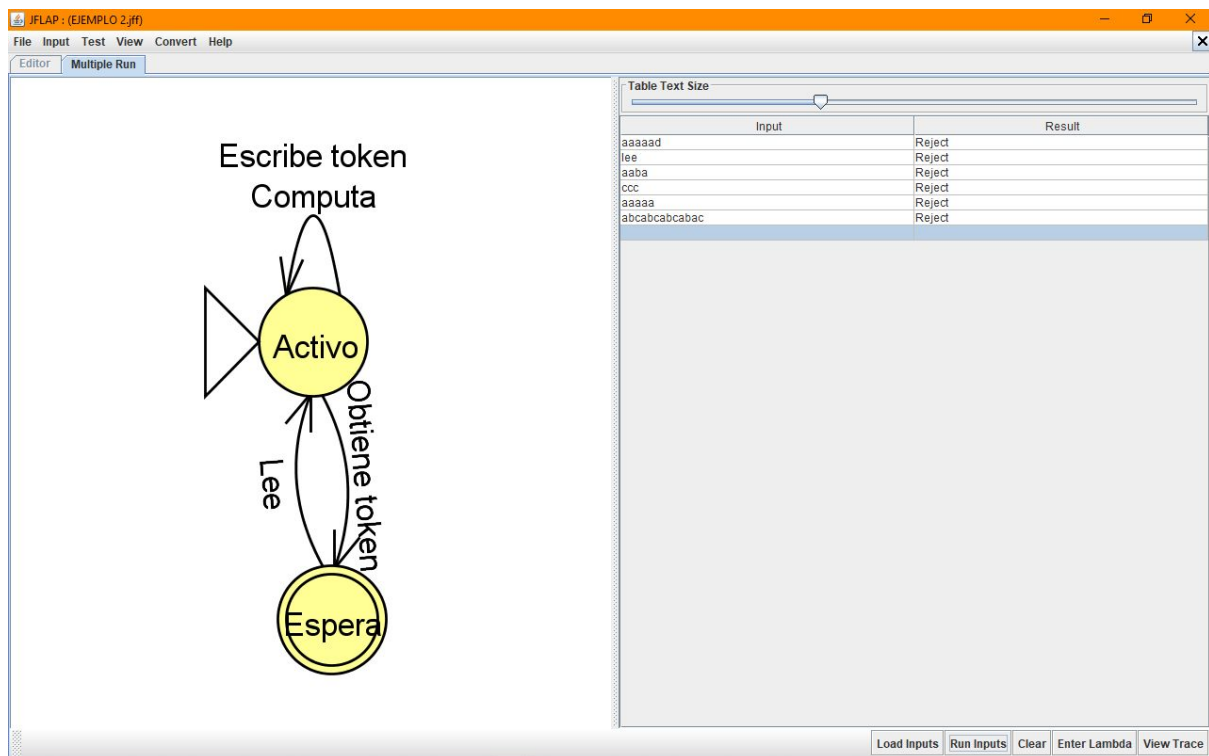 JFLAP : (EJEMPLO 2.jff)
File Input Test View Convert Help
Editor Multiple Run
Escribe token
Computa
Activo
Obtiene token
Lee
Espera
Table Text Size
Input Result
aaaaad Reject
lee Reject
aaba Reject
ccc Reject
aaaaa Reject
abcabcabcabac Reject
Load Inputs Run Inputs Clear Enter Lambda View Trace